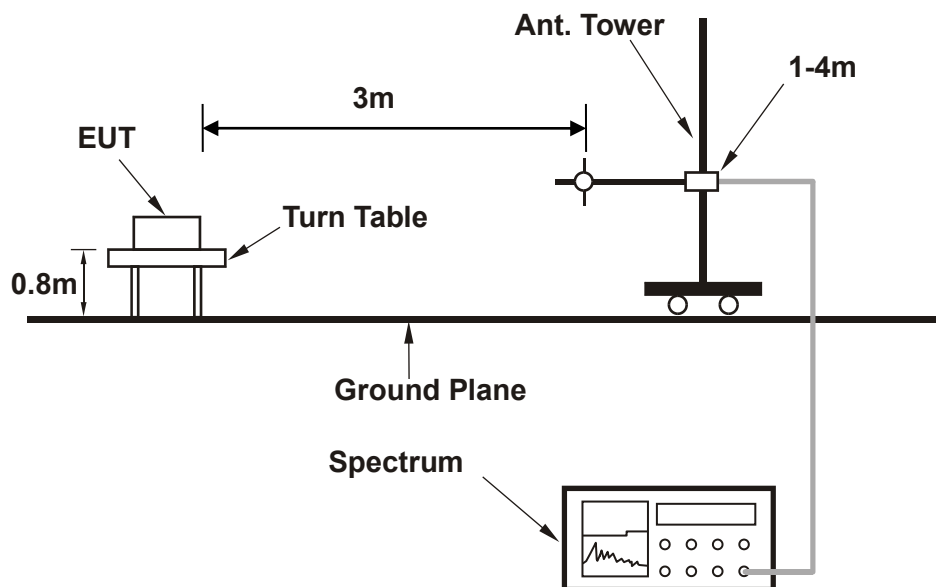 Ant. Tower
1-4m
3m
EUT
Turn Table
0.8m
Ground Plane
Spectrum